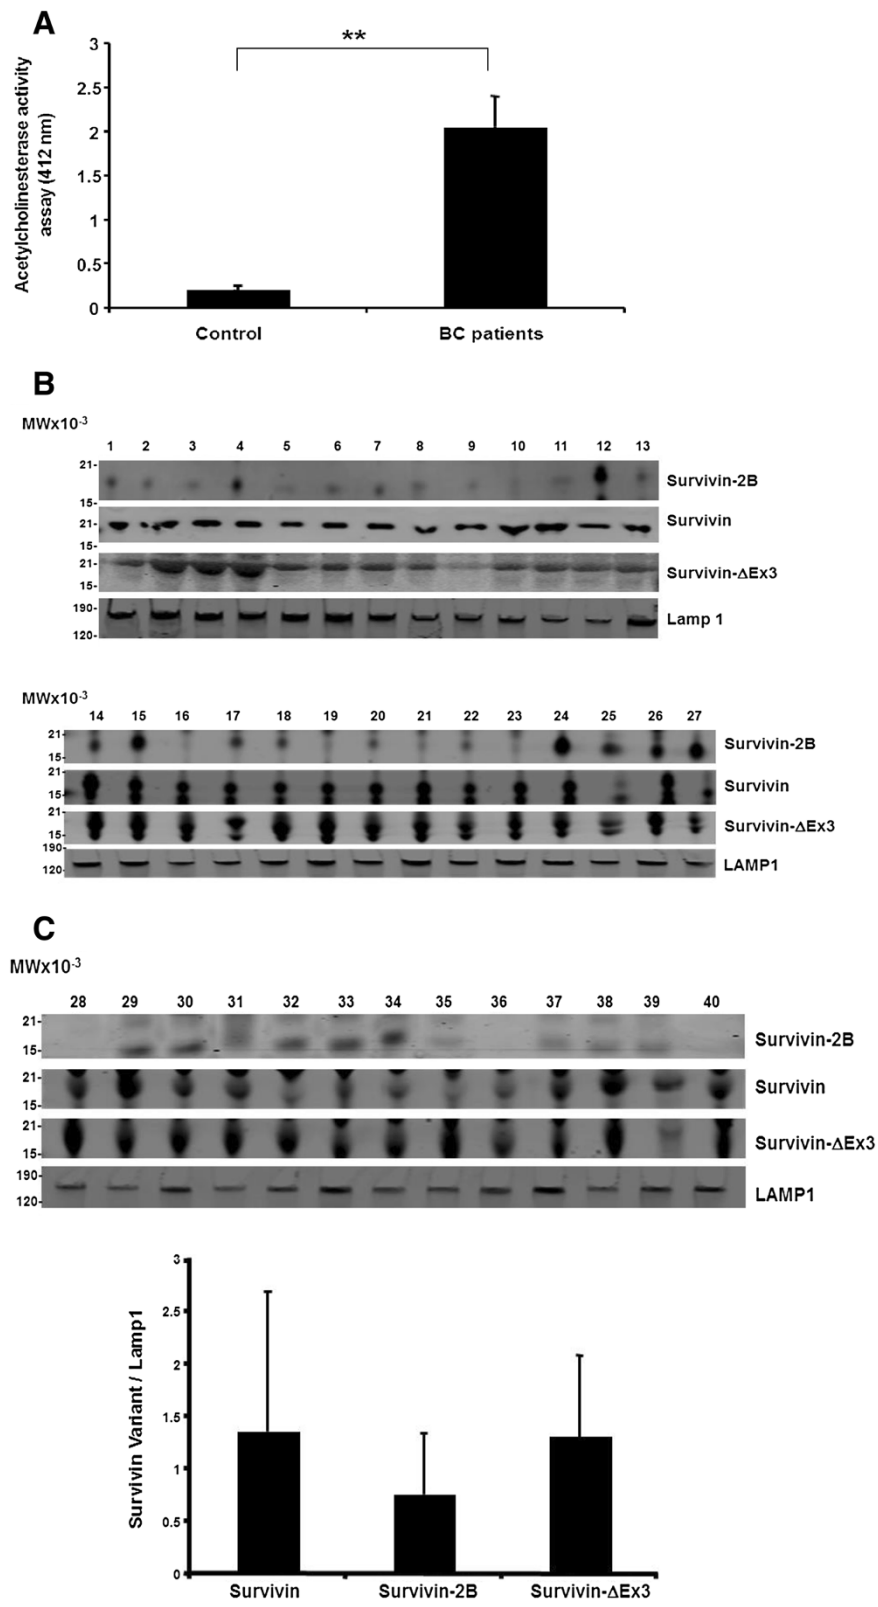 A
**
3
2.5
2
1.5
1
0.5
0
Acetylcholinesterase activity
assay (412 nm)
Control
BC patients
B
MWx10-3
1 2 3 4 5 6 7 8 9 10 11 12 13
21-
15-
Survivin-2B
21-
15-
Survivin
21-
15-
Survivin-ΔEx3
190-
120-
Lamp 1
MWx10-3
14 15 16 17 18 19 20 21 22 23 24 25 26 27
21-
15-
Survivin-2B
21-
15-
Survivin
21-
15-
Survivin-ΔEx3
190-
120-
LAMP1
C
MWx10-3
28 29 30 31 32 33 34 35 36 37 38 39 40
21-
15-
Survivin-2B
21-
15-
Survivin
21-
15-
Survivin-ΔEx3
190-
120-
LAMP1
3
2.5
2
1.5
1
0.5
0
Survivin Variant / Lamp1
Survivin
Survivin-2B
Survivin-ΔEx3